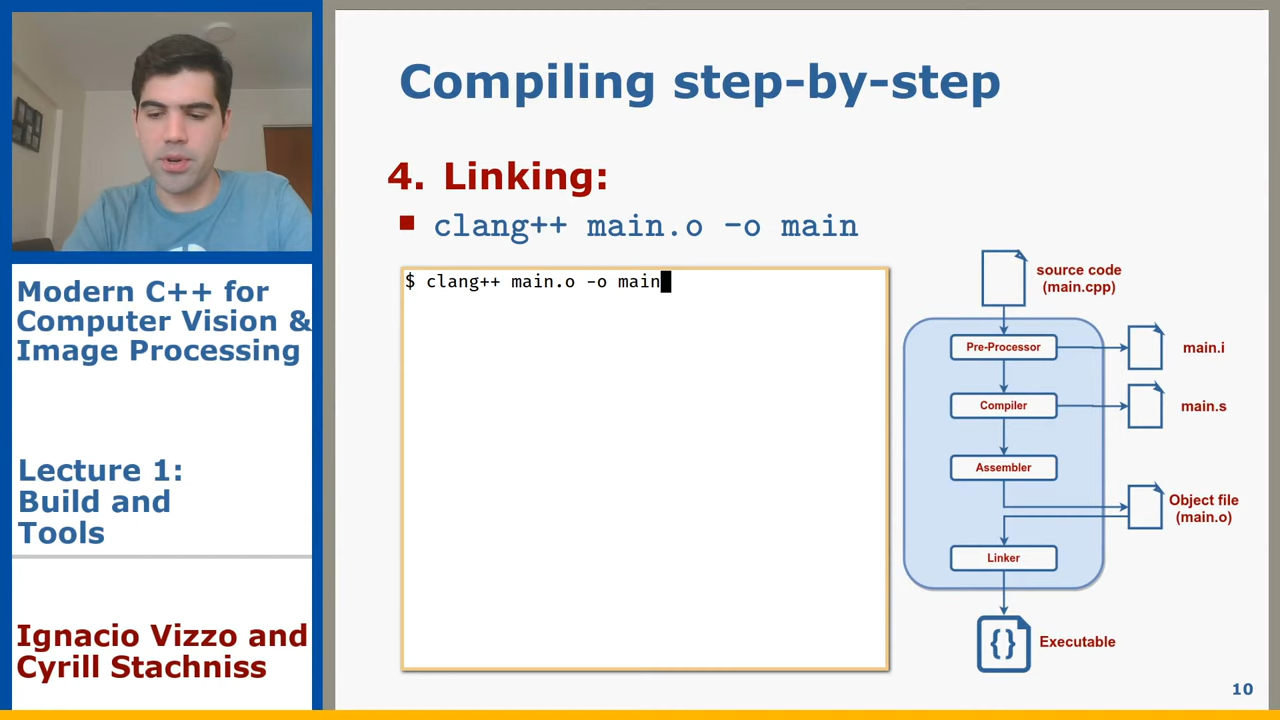 Modern C++ for
Computer Vision &
Image Processing
Lecture 1:
Build and
Tools
Ignacio Vizzo and
Cyrill Stachniss
Compiling step-by-step
4. Linking:
clang++ main.o -o main
$ clang++ main.o -o main
source code
(main.cpp)
Pre-Processor
main.i
Compiler
main.s
Assembler
Object file
(main.o)
Linker
{}
Executable
10